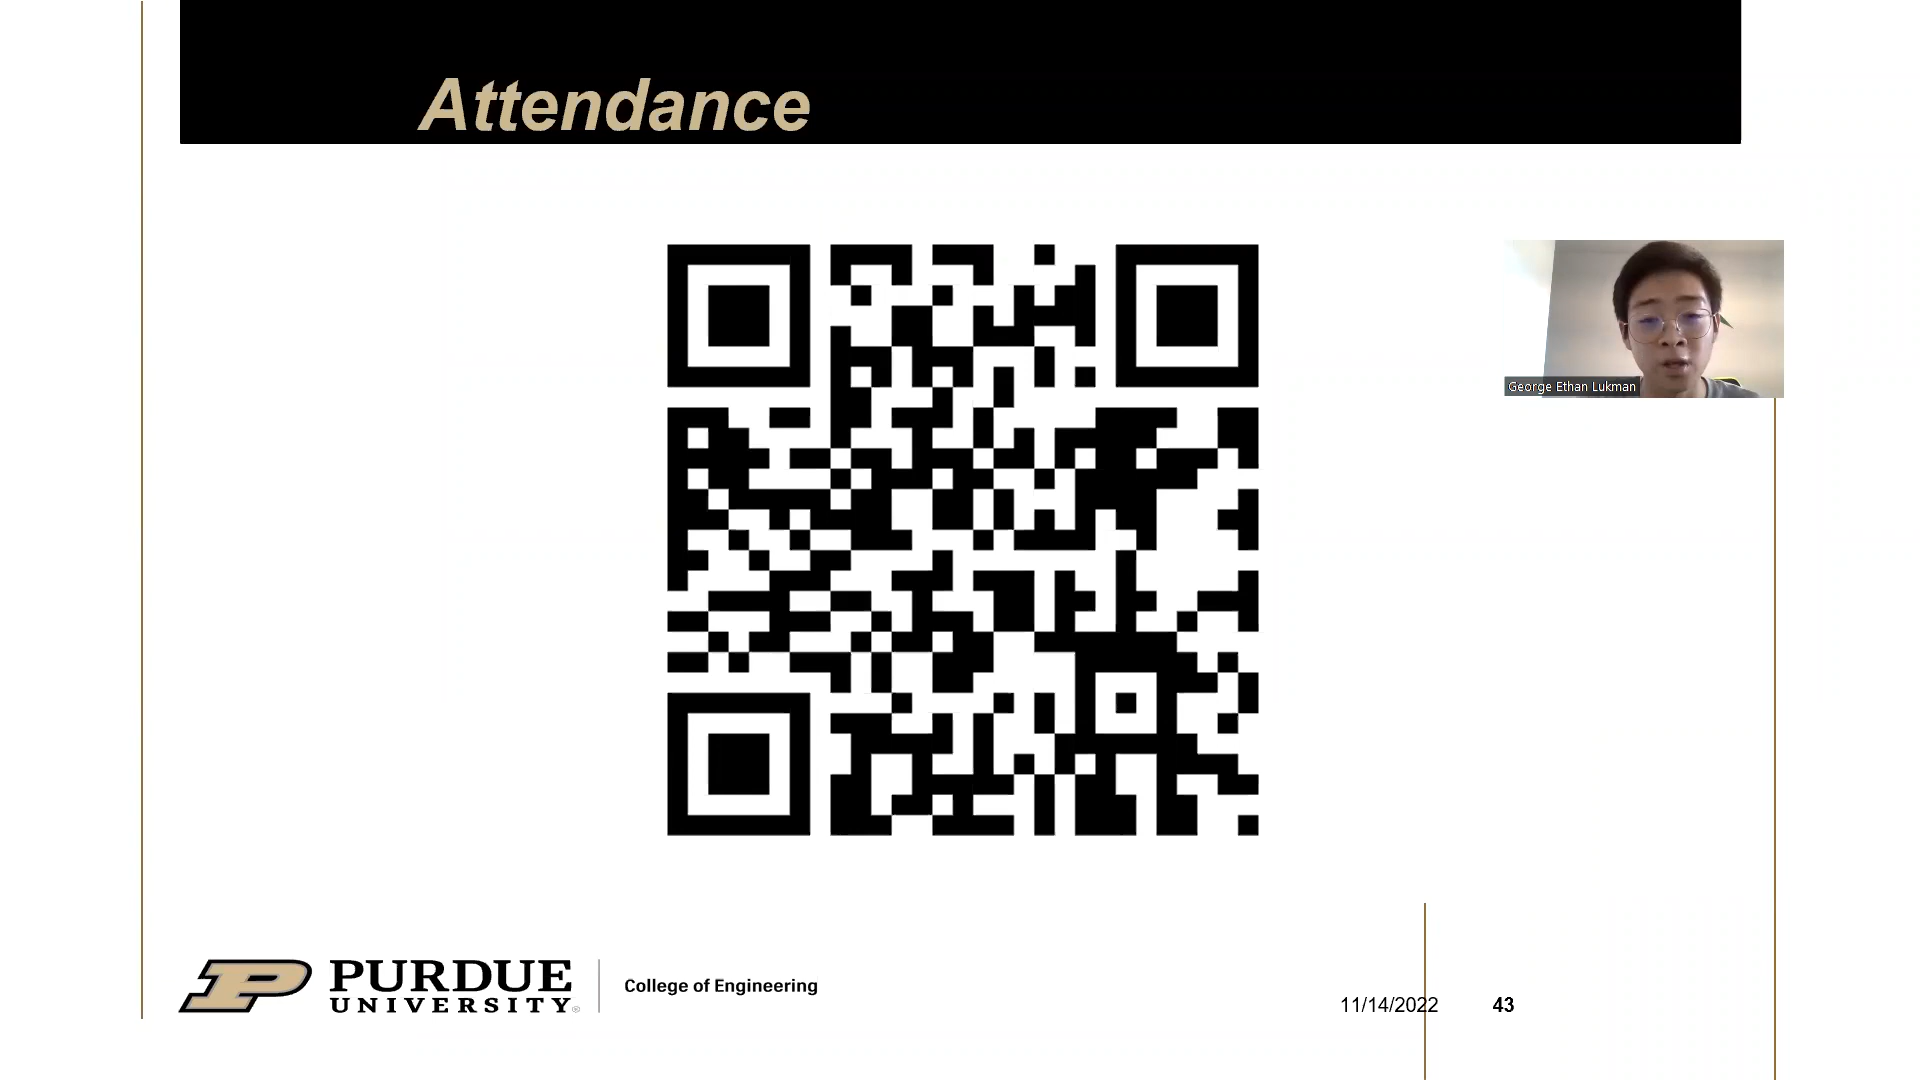 Attendance
George Ethan Lukman
PURDUE
UNIVERSITY®
College of Engineering
11/14/2022
43